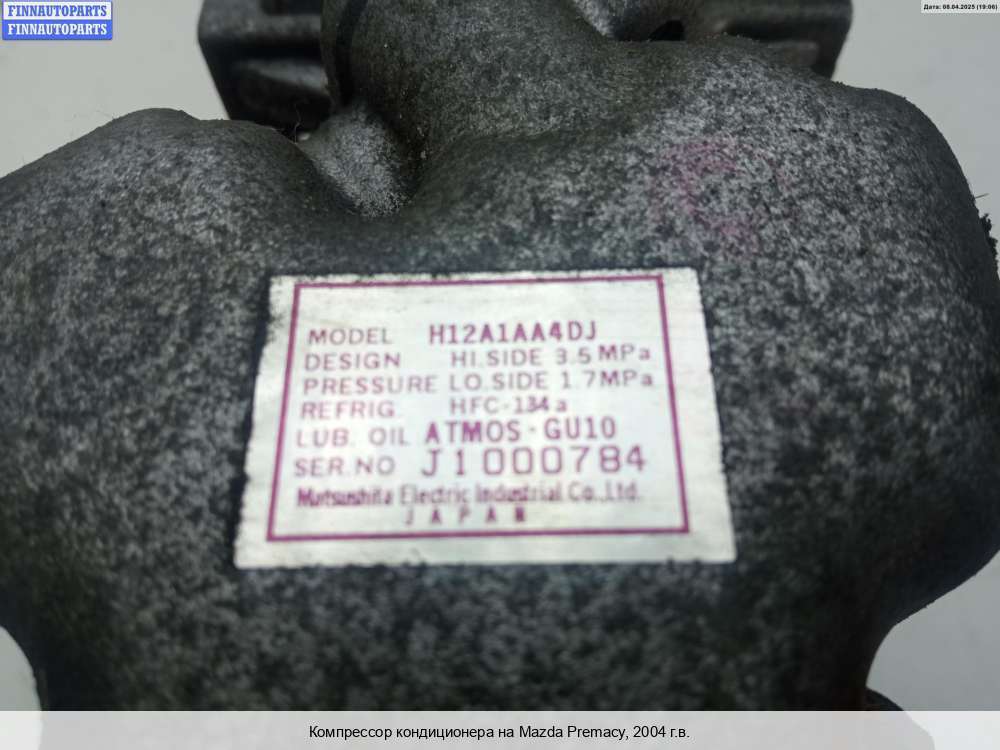 FINNAUTOPARTS
FINNAUTOPARTS
Дата: 08.04.2025 (19:06)
MODEL H12A1AA4DJ
DESIGN HI.SIDE 3.5MPa
PRESSURE LO.SIDE 1.7MPa
REFRIG. HFC-134a
LUB. OIL ATMOS-GU10
SER.NO J1000784
Matsushita Electric Industrial Co.,Ltd.
JAPAN
Компрессор кондиционера на Mazda Premacy, 2004 г.в.